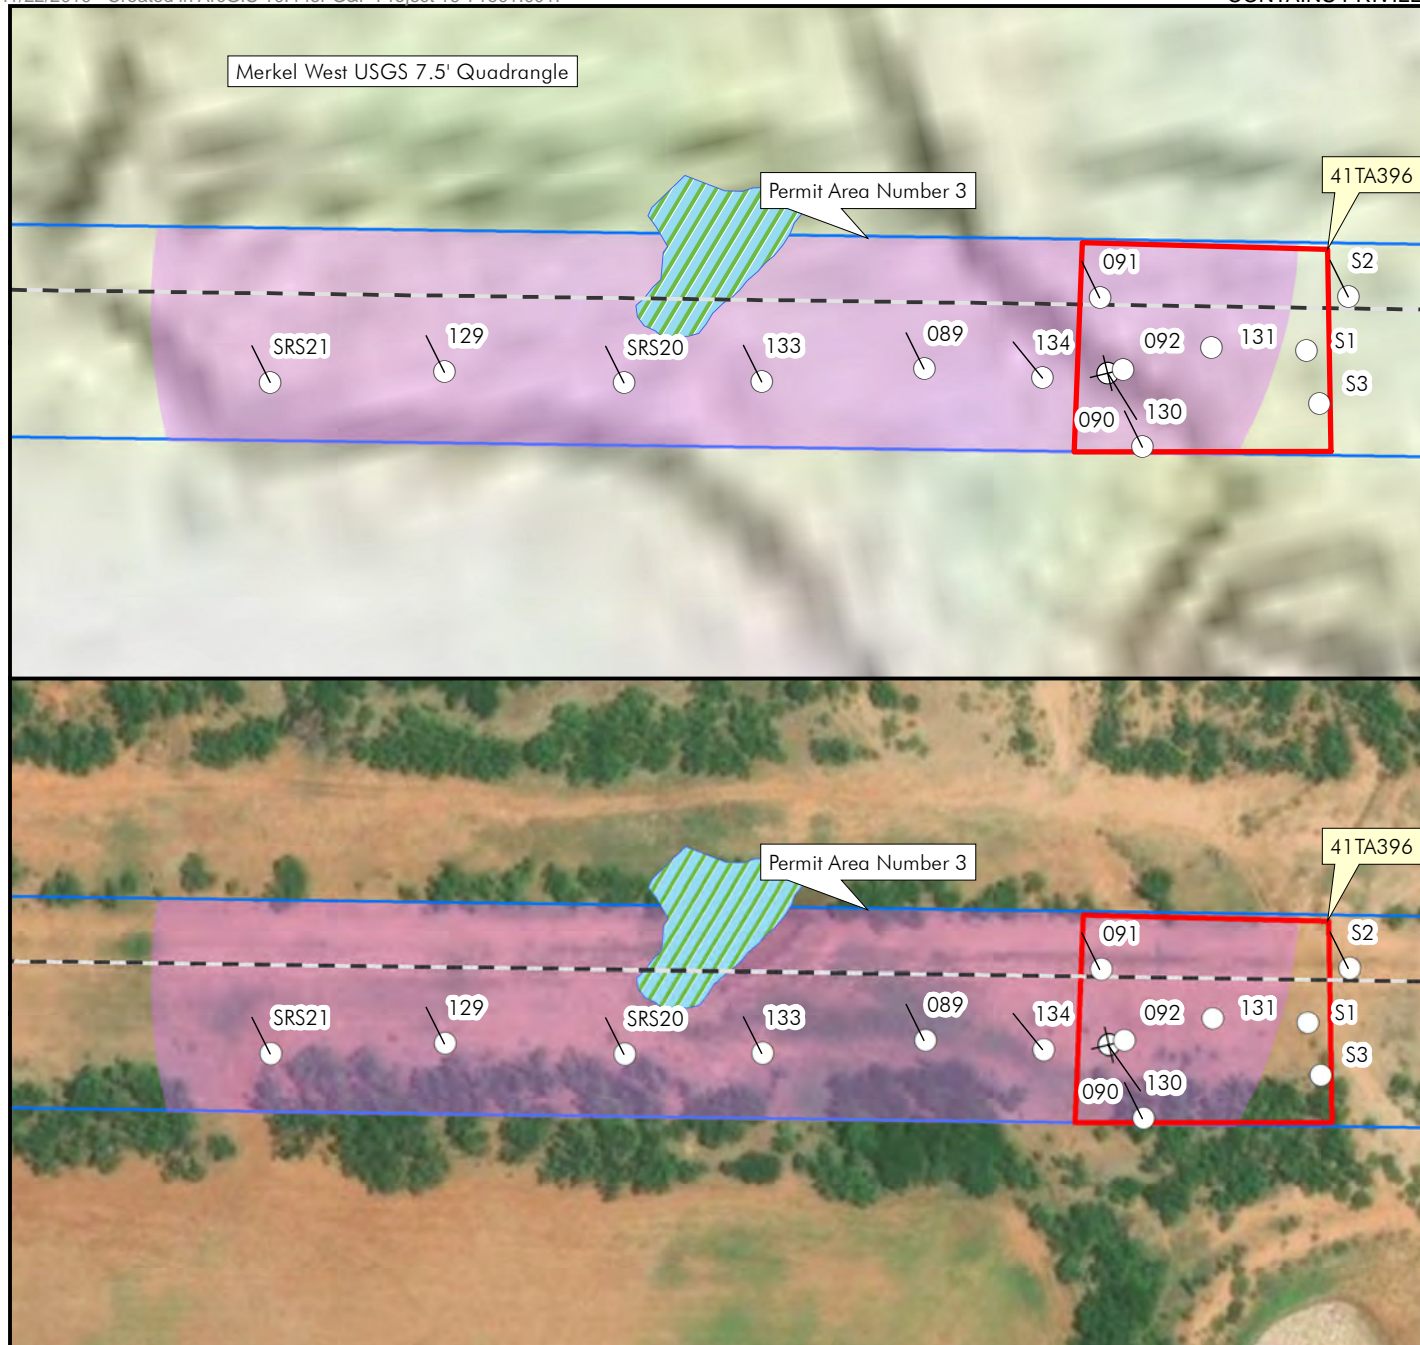 Merkel West USGS 7.5' Quadrangle
Permit Area Number 3
41TA396
091
S2
SRS21
129
SRS20
133
089
134
092
131
S1
S3
090
130
Permit Area Number 3
41TA396
091
S2
SRS21
129
SRS20
133
089
134
092
131
S1
S3
090
130